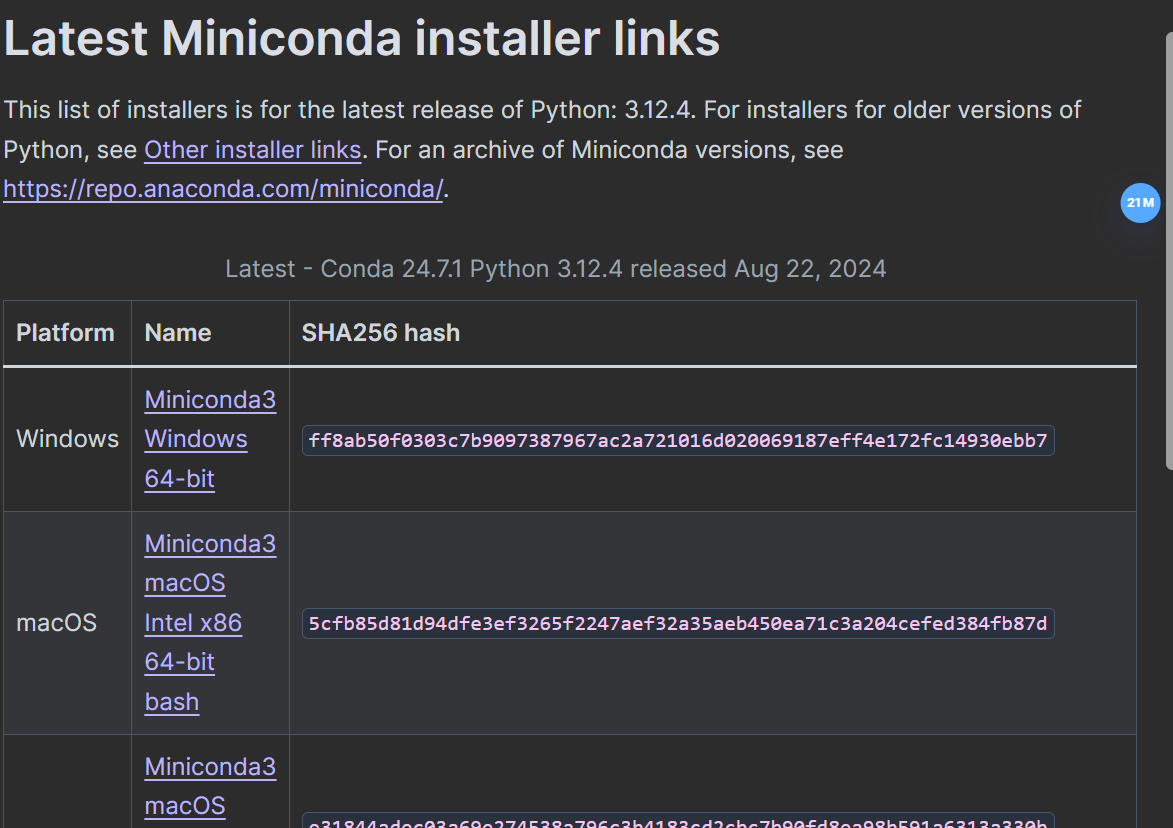 Latest Miniconda installer links
This list of installers is for the latest release of Python: 3.12.4. For installers for older versions of
Python, see Other installer links. For an archive of Miniconda versions, see
https://repo.anaconda.com/miniconda/.
21M
Latest - Conda 24.7.1 Python 3.12.4 released Aug 22, 2024
Platform Name SHA256 hash
Miniconda3
Windows Windows ff8ab50f0303c7b9097387967ac2a721016d020069187eff4e172fc14930ebb7
64-bit
Miniconda3
macOS
macOS Intel x86 5cfb85d81d94dfe3ef3265f2247aef32a35aeb450ea71c3a204cefed384fb87d
64-bit
bash
Miniconda3
macOS